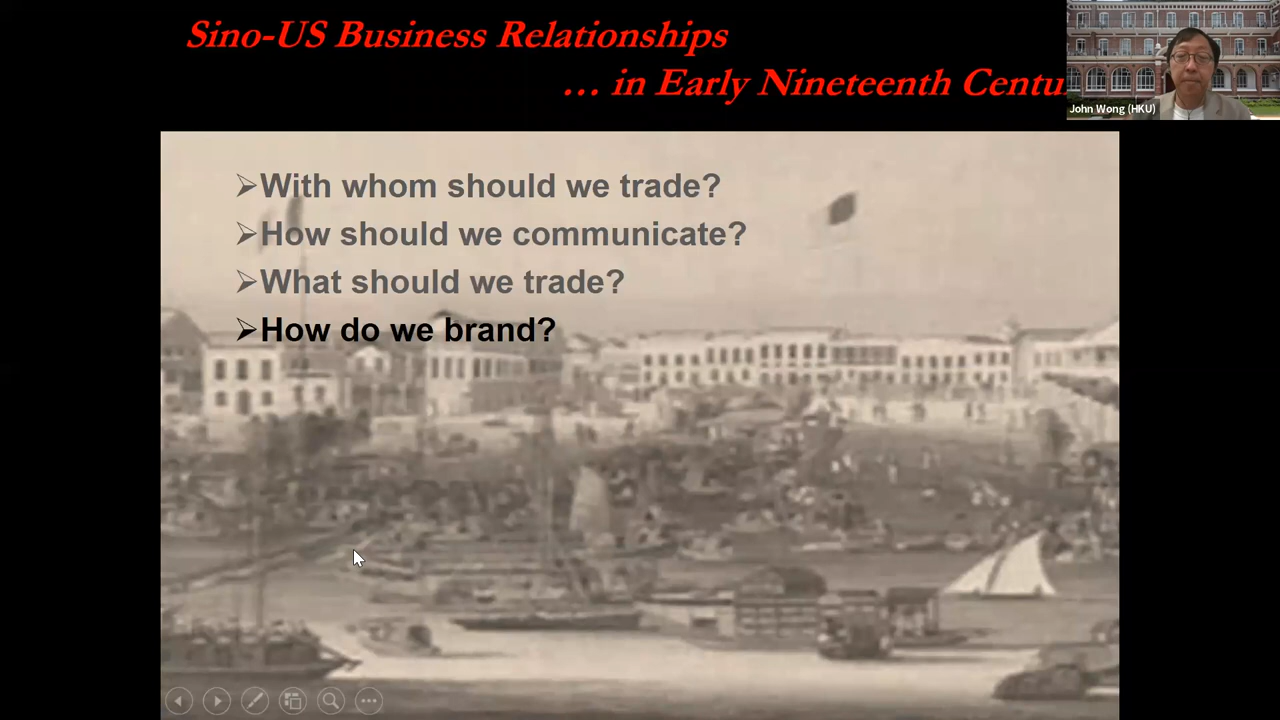 Sino-US Business Relationships
… in Early Nineteenth Centu
John Wong (HKU)
➢With whom should we trade?
➢How should we communicate?
➢What should we trade?
➢How do we brand?